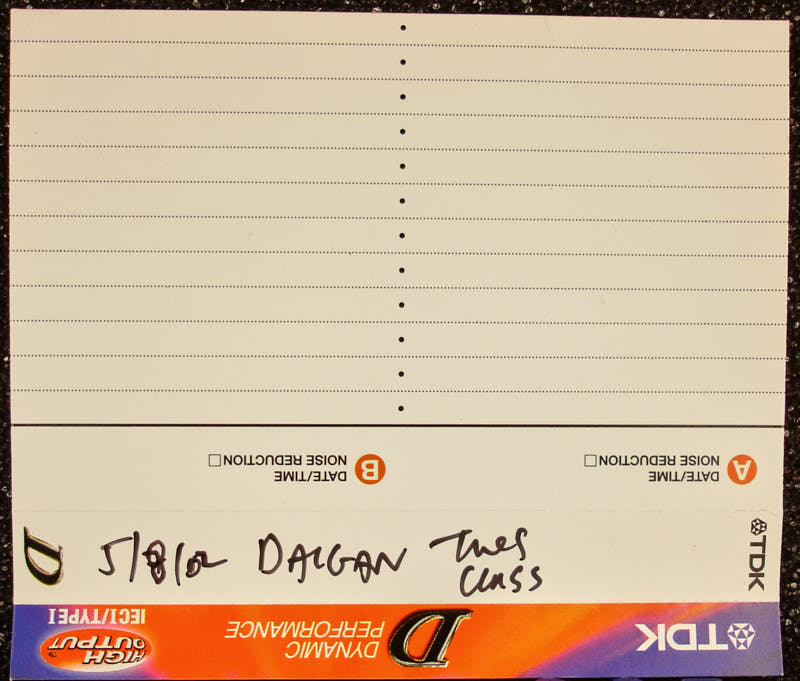 A DATE/TIME
NOISE REDUCTION
B DATE/TIME
NOISE REDUCTION
TDK
D
5/8/02 DALGAN Tues
CLASS
TDK
D DYNAMIC
PERFORMANCE
HIGH
OUTPUT
IECI/TYPE I